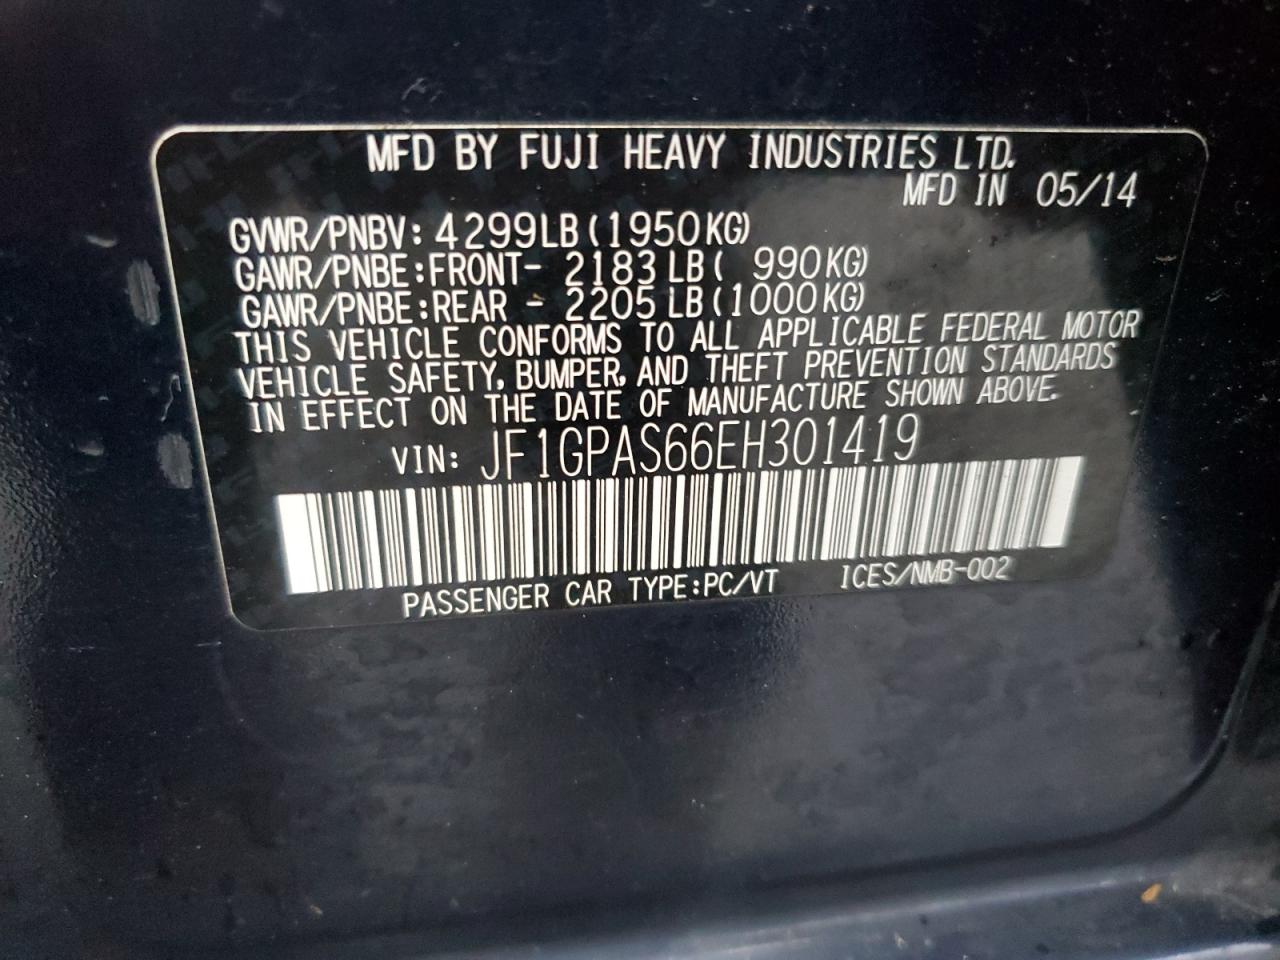 MFD BY FUJI HEAVY INDUSTRIES LTD.
MFD IN 05/14
GVWR/PNBV: 4299LB (1950KG)
GAWR/PNBE:FRONT- 2183 LB( 990KG)
GAWR/PNBE:REAR - 2205 LB(1000KG)
THIS VEHICLE CONFORMS TO ALL APPLICABLE FEDERAL MOTOR
VEHICLE SAFETY, BUMPER, AND THEFT PREVENTION STANDARDS
IN EFFECT ON THE DATE OF MANUFACTURE SHOWN ABOVE.
VIN: JF1GPAS66EH301419
PASSENGER CAR TYPE:PC/VT ICES/NMB-002